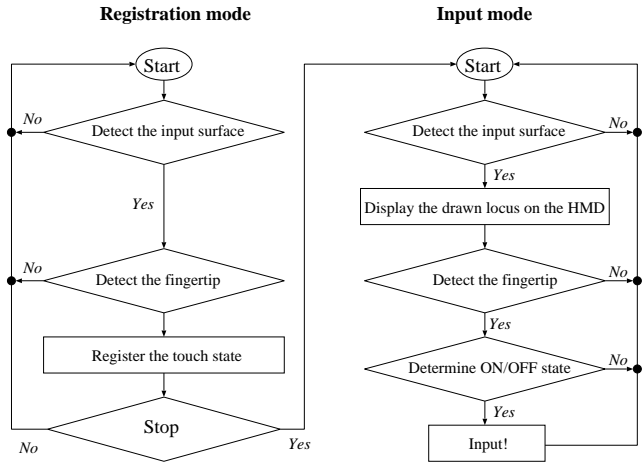 Registration mode
Start
Detect the input surface
No
Yes
Detect the fingertip
No
Register the touch state
Stop
No
Yes
Input mode
Start
Detect the input surface
No
Yes
Display the drawn locus on the HMD
Detect the fingertip
No
Yes
Determine ON/OFF state
No
Yes
Input!